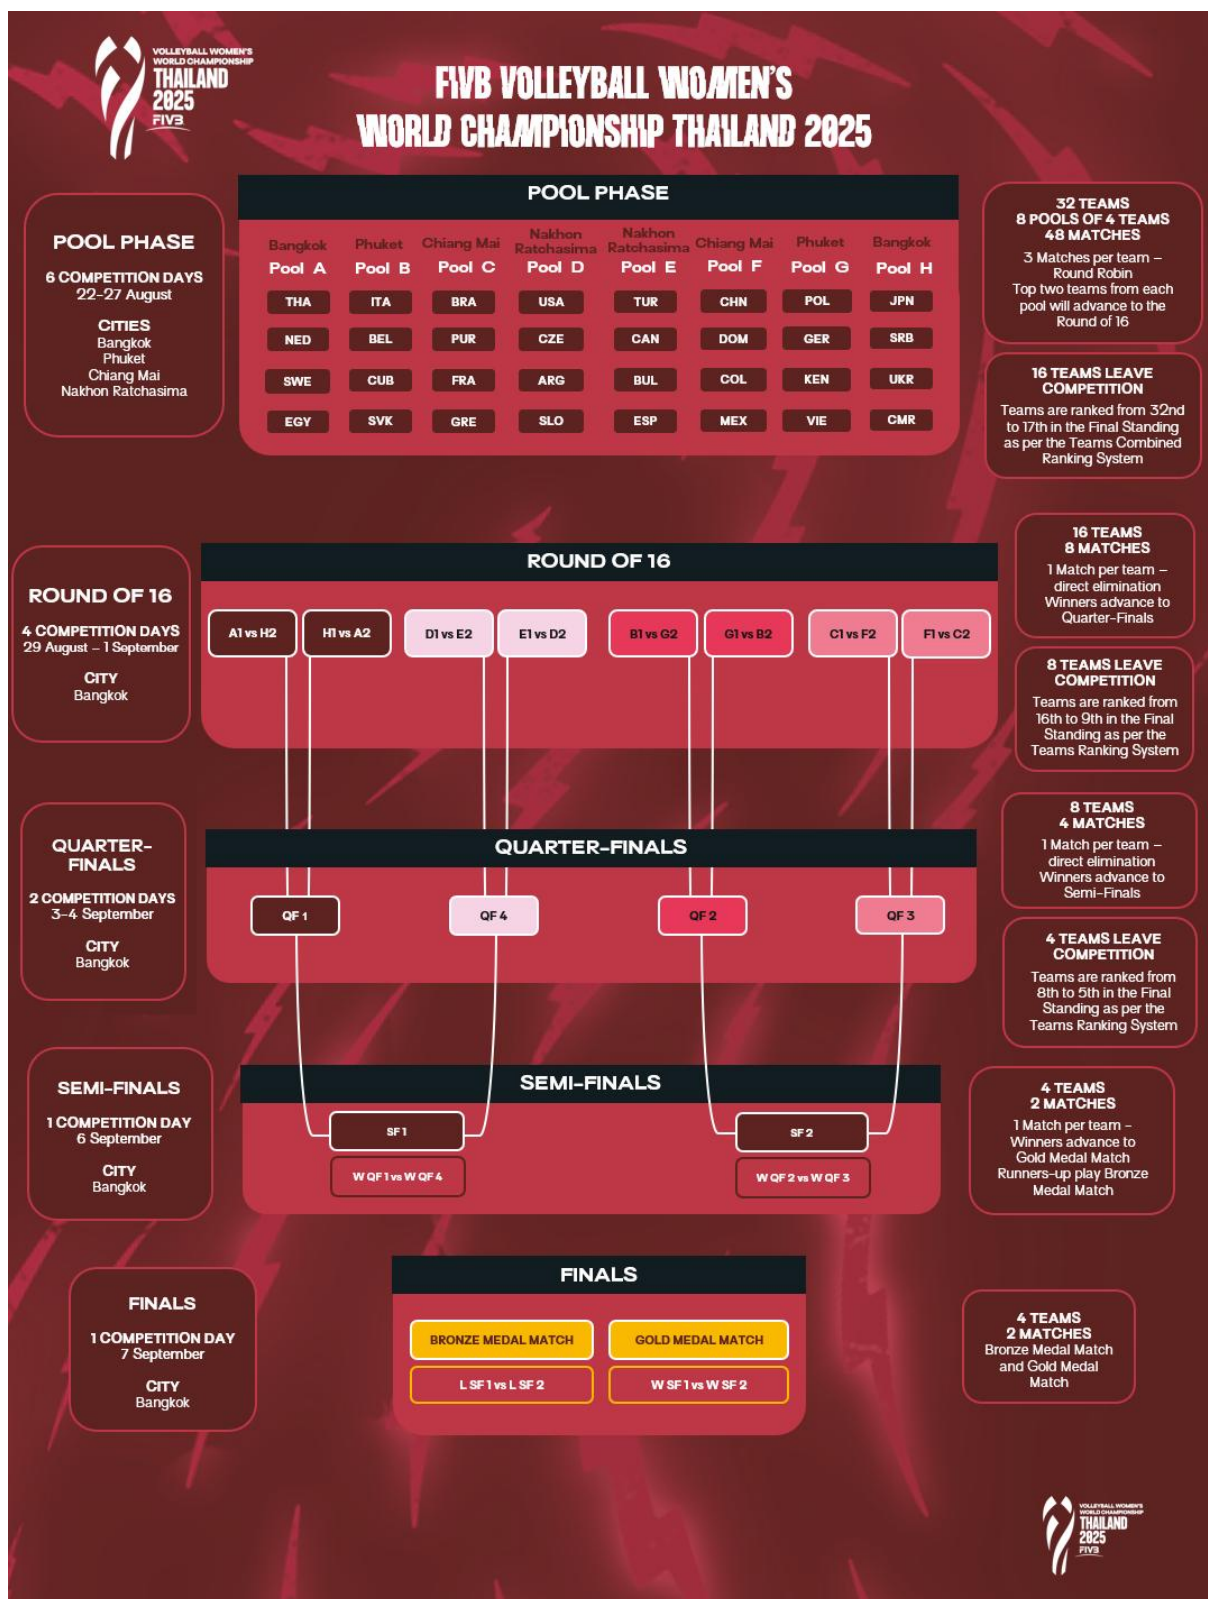 VOLLEYBALL WOMEN'S
WORLD CHAMPIONSHIP
THAILAND
2025
FIVB
FIVB VOLLEYBALL WOMEN'S
WORLD CHAMPIONSHIP THAILAND 2025
POOL PHASE
6 COMPETITION DAYS
22-27 August
CITIES
Bangkok
Phuket
Chiang Mai
Nakhon Ratchasima
POOL PHASE
Bangkok Phuket Chiang Mai Nakhon Ratchasima Nakhon Ratchasima Chiang Mai Phuket Bangkok
Pool A Pool B Pool C Pool D Pool E Pool F Pool G Pool H
THA ITA BRA USA TUR CHN POL JPN
NED BEL PUR CZE CAN DOM GER SRB
SWE CUB FRA ARG BUL COL KEN UKR
EGY SVK GRE SLO ESP MEX VIE CMR
32 TEAMS
8 POOLS OF 4 TEAMS
48 MATCHES
3 Matches per team –
Round Robin
Top two teams from each
pool will advance to the
Round of 16
16 TEAMS LEAVE
COMPETITION
Teams are ranked from 32nd
to 17th in the Final Standing
as per the Teams Combined
Ranking System
ROUND OF 16
4 COMPETITION DAYS
29 August – 1 September
CITY
Bangkok
ROUND OF 16
A1 vs H2 H1 vs A2 D1 vs E2 E1 vs D2 B1 vs G2 G1 vs B2 C1 vs F2 F1 vs C2
16 TEAMS
8 MATCHES
1 Match per team –
direct elimination
Winners advance to
Quarter-Finals
8 TEAMS LEAVE
COMPETITION
Teams are ranked from
16th to 9th in the Final
Standing as per the
Teams Ranking System
QUARTER-
FINALS
2 COMPETITION DAYS
3-4 September
CITY
Bangkok
QUARTER-FINALS
QF 1 QF 4 QF 2 QF 3
8 TEAMS
4 MATCHES
1 Match per team –
direct elimination
Winners advance to
Semi-Finals
4 TEAMS LEAVE
COMPETITION
Teams are ranked from
8th to 5th in the Final
Standing as per the
Teams Ranking System
SEMI-FINALS
1 COMPETITION DAY
6 September
CITY
Bangkok
SEMI-FINALS
SF 1 SF 2
W QF 1 vs W QF 4 W QF 2 vs W QF 3
4 TEAMS
2 MATCHES
1 Match per team –
Winners advance to
Gold Medal Match
Runners-up play Bronze
Medal Match
FINALS
1 COMPETITION DAY
7 September
CITY
Bangkok
FINALS
BRONZE MEDAL MATCH GOLD MEDAL MATCH
L SF 1 vs L SF 2 W SF 1 vs W SF 2
4 TEAMS
2 MATCHES
Bronze Medal Match
and Gold Medal
Match
VOLLEYBALL WOMEN'S
WORLD CHAMPIONSHIP
THAILAND
2025
FIVB